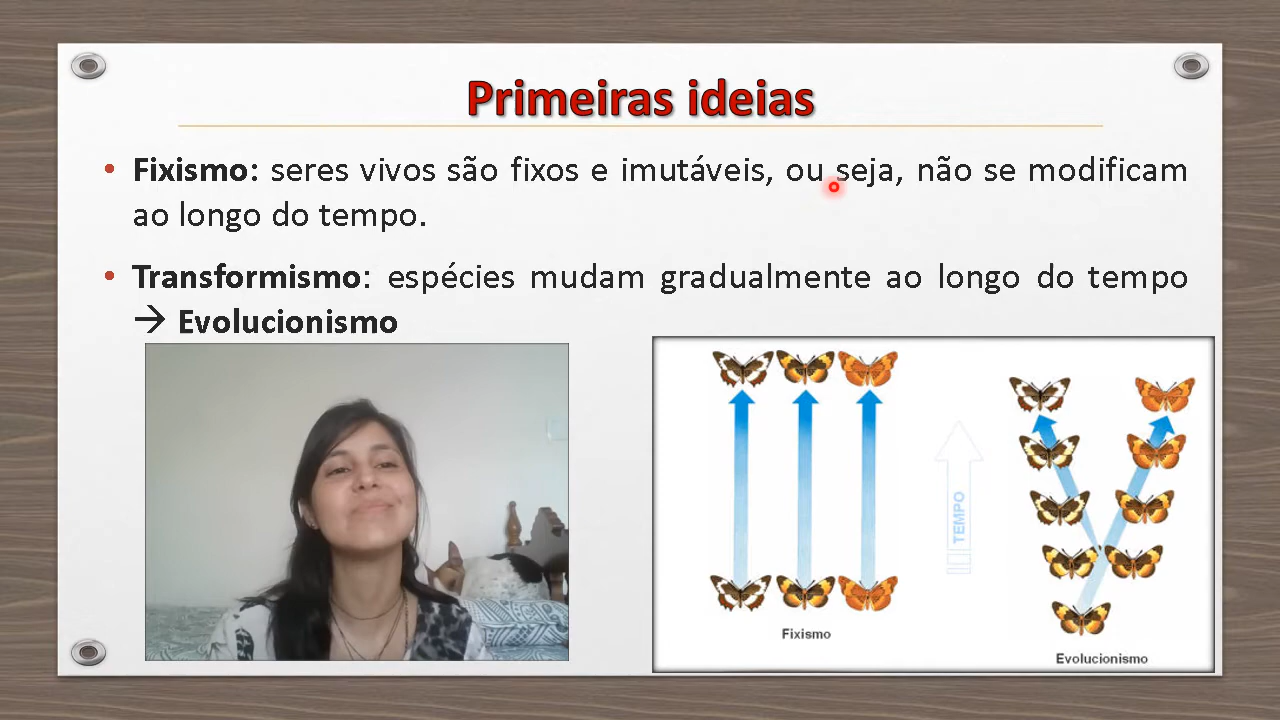 Primeiras ideias
• Fixismo: seres vivos são fixos e imutáveis, ou seja, não se modificam
ao longo do tempo.
• Transformismo: espécies mudam gradualmente ao longo do tempo
→ Evolucionismo
TEMPO
Fixismo
Evolucionismo